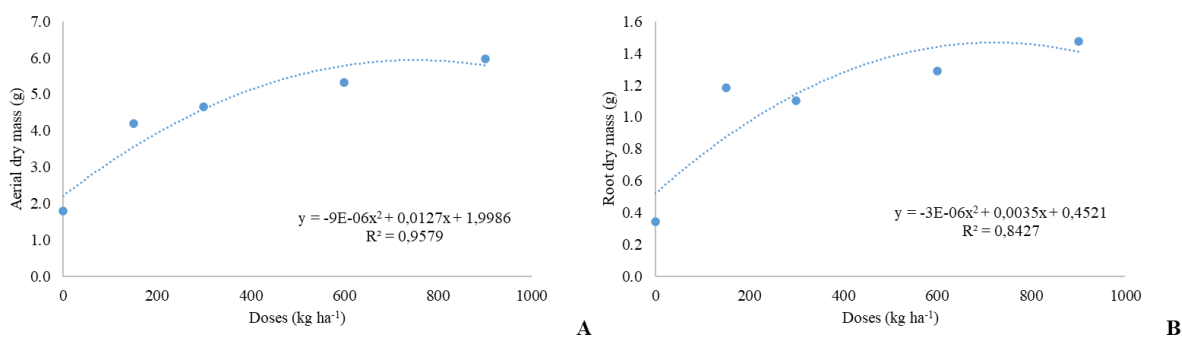 Aerial dry mass (g)
7.0
6.0
5.0
4.0
3.0
2.0
1.0
0.0
y = -9E-06x² + 0,0127x + 1,9986
R² = 0,9579
0 200 400 600 800 1000
Doses (kg ha⁻¹)
A
Root dry mass (g)
1.6
1.4
1.2
1.0
0.8
0.6
0.4
0.2
0.0
y = -3E-06x² + 0,0035x + 0,4521
R² = 0,8427
0 200 400 600 800 1000
Doses (kg ha⁻¹)
B